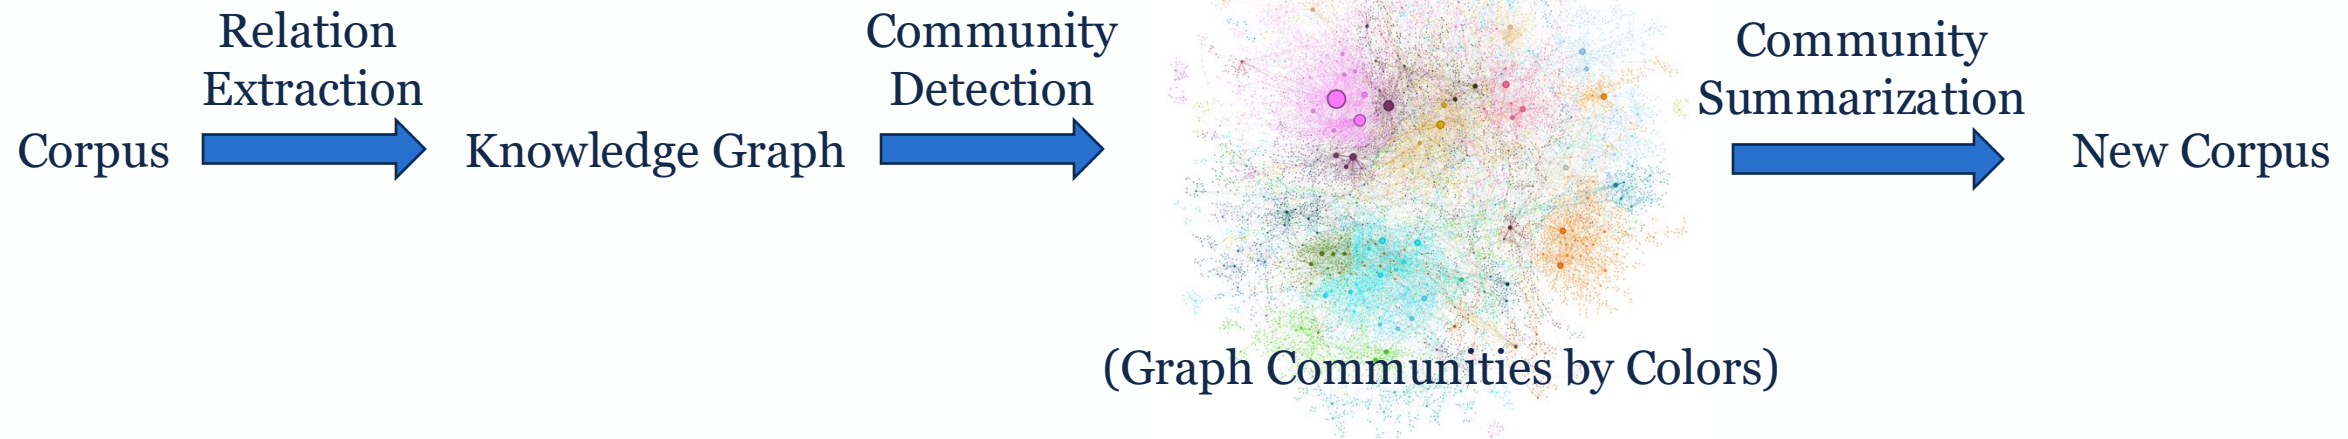 Corpus
Relation
Extraction
Knowledge Graph
Community
Detection
(Graph Communities by Colors)
Community
Summarization
New Corpus